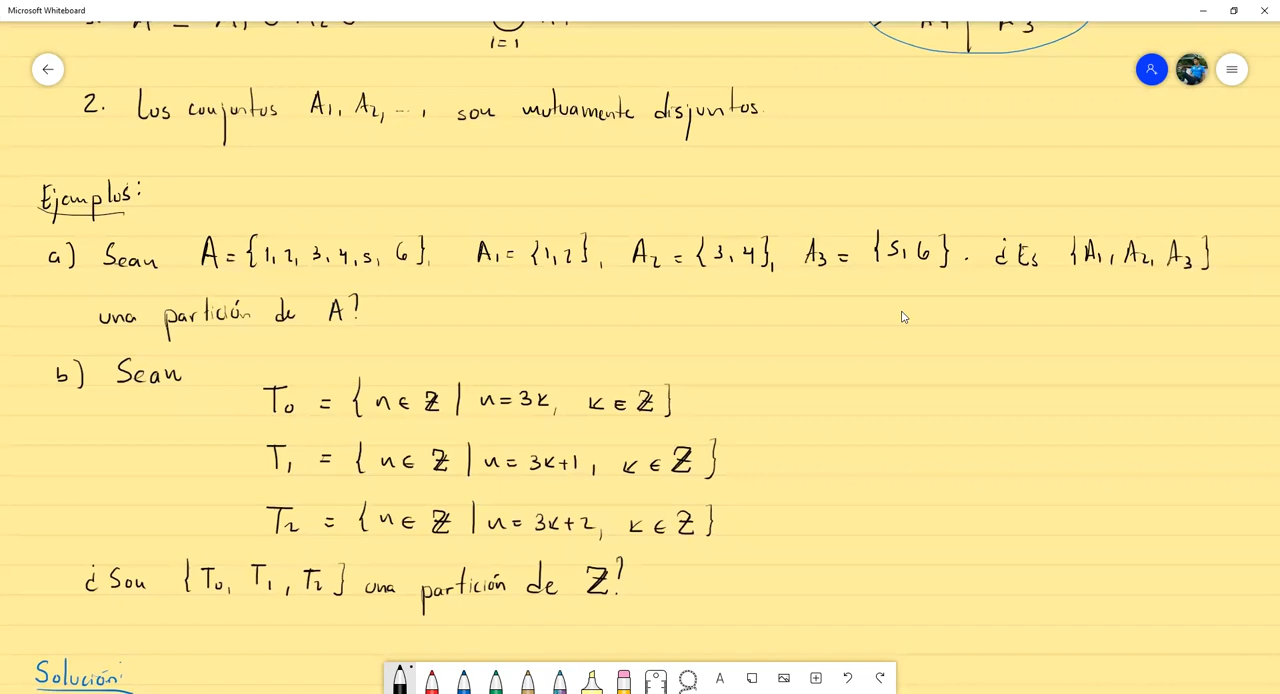 Microsoft Whiteboard
i=1
2. Los conjuntos A₁, A₂, ..., son mutuamente disjuntos.
Ejemplos:
a) Sean A = {1, 2, 3, 4, 5, 6}, A₁ = {1, 2}, A₂ = {3, 4}, A₃ = {5, 6}. ¿Es {A₁, A₂, A₃}
una partición de A?
b) Sean
T₀ = {n ∈ ℤ | n = 3k, k ∈ ℤ}
T₁ = {n ∈ ℤ | n = 3k+1, k ∈ ℤ}
T₂ = {n ∈ ℤ | n = 3k+2, k ∈ ℤ}
¿Son {T₀, T₁, T₂} una partición de ℤ?
Solución: